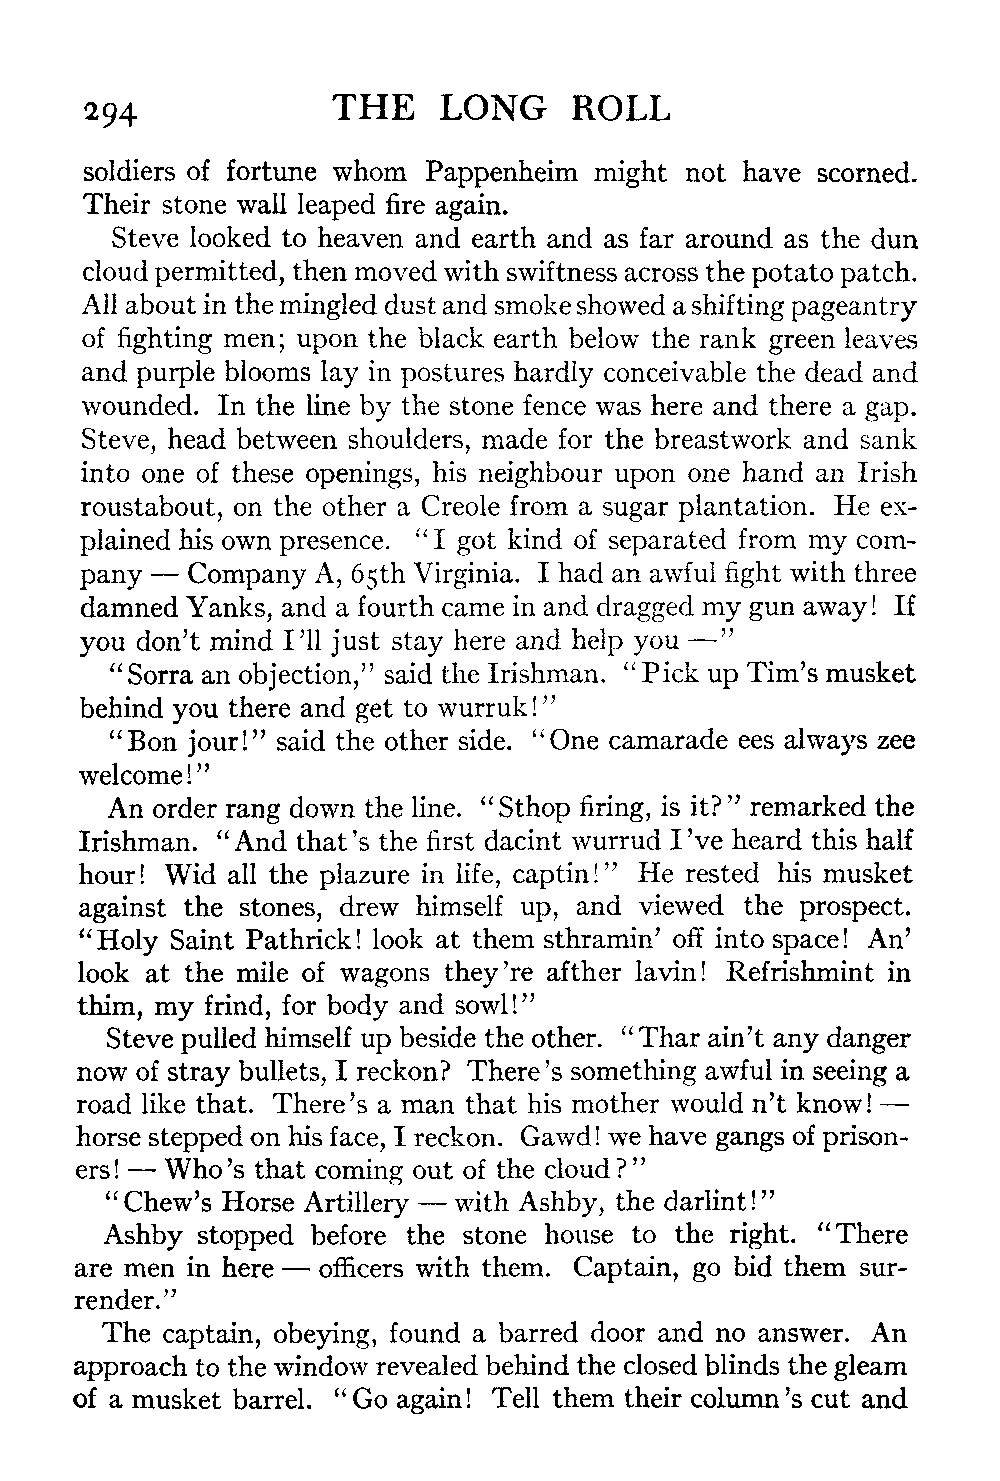 294 THE LONG ROLL
soldiers of fortune whom Pappenheim might not have scorned.
Their stone wall leaped fire again.
Steve looked to heaven and earth and as far around as the dun
cloud permitted, then moved with swiftness across the potato patch.
All about in the mingled dust and smoke showed a shifting pageantry
of fighting men; upon the black earth below the rank green leaves
and purple blooms lay in postures hardly conceivable the dead and
wounded. In the line by the stone fence was here and there a gap.
Steve, head between shoulders, made for the breastwork and sank
into one of these openings, his neighbour upon one hand an Irish
roustabout, on the other a Creole from a sugar plantation. He ex-
plained his own presence. "I got kind of separated from my com-
pany — Company A, 65th Virginia. I had an awful fight with three
damned Yanks, and a fourth came in and dragged my gun away! If
you don't mind I'll just stay here and help you —"
"Sorra an objection," said the Irishman. "Pick up Tim's musket
behind you there and get to wurruk!"
"Bon jour!" said the other side. "One camarade ees always zee
welcome!"
An order rang down the line. "Sthop firing, is it?" remarked the
Irishman. "And that's the first dacint wurrud I've heard this half
hour! Wid all the plazure in life, captin!" He rested his musket
against the stones, drew himself up, and viewed the prospect.
"Holy Saint Pathrick! look at them sthramin' off into space! An'
look at the mile of wagons they're afther lavin! Refrishmint in
thim, my frind, for body and sowl!"
Steve pulled himself up beside the other. "Thar ain't any danger
now of stray bullets, I reckon? There's something awful in seeing a
road like that. There's a man that his mother would n't know! —
horse stepped on his face, I reckon. Gawd! we have gangs of prison-
ers! — Who's that coming out of the cloud?"
"Chew's Horse Artillery — with Ashby, the darlint!"
Ashby stopped before the stone house to the right. "There
are men in here — officers with them. Captain, go bid them sur-
render."
The captain, obeying, found a barred door and no answer. An
approach to the window revealed behind the closed blinds the gleam
of a musket barrel. "Go again! Tell them their column's cut and